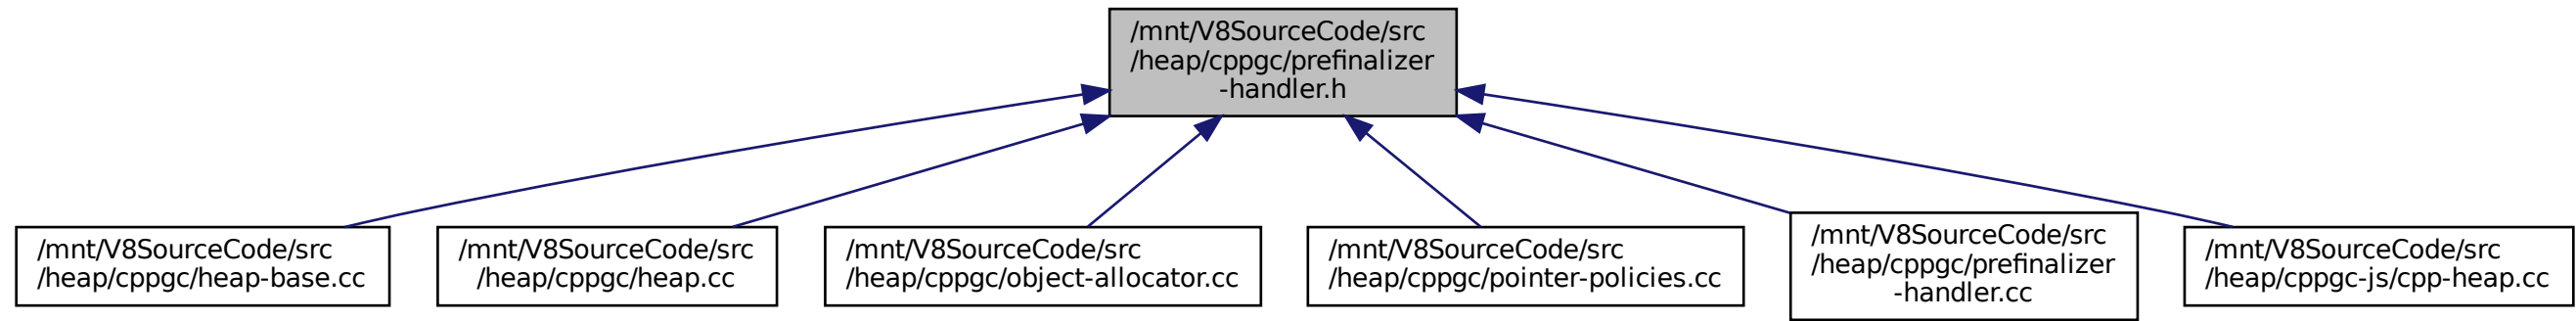 /mnt/V8SourceCode/src
/heap/cppgc/prefinalizer
-handler.h
/mnt/V8SourceCode/src
/heap/cppgc/heap-base.cc
/mnt/V8SourceCode/src
/heap/cppgc/heap.cc
/mnt/V8SourceCode/src
/heap/cppgc/object-allocator.cc
/mnt/V8SourceCode/src
/heap/cppgc/pointer-policies.cc
/mnt/V8SourceCode/src
/heap/cppgc/prefinalizer
-handler.cc
/mnt/V8SourceCode/src
/heap/cppgc-js/cpp-heap.cc